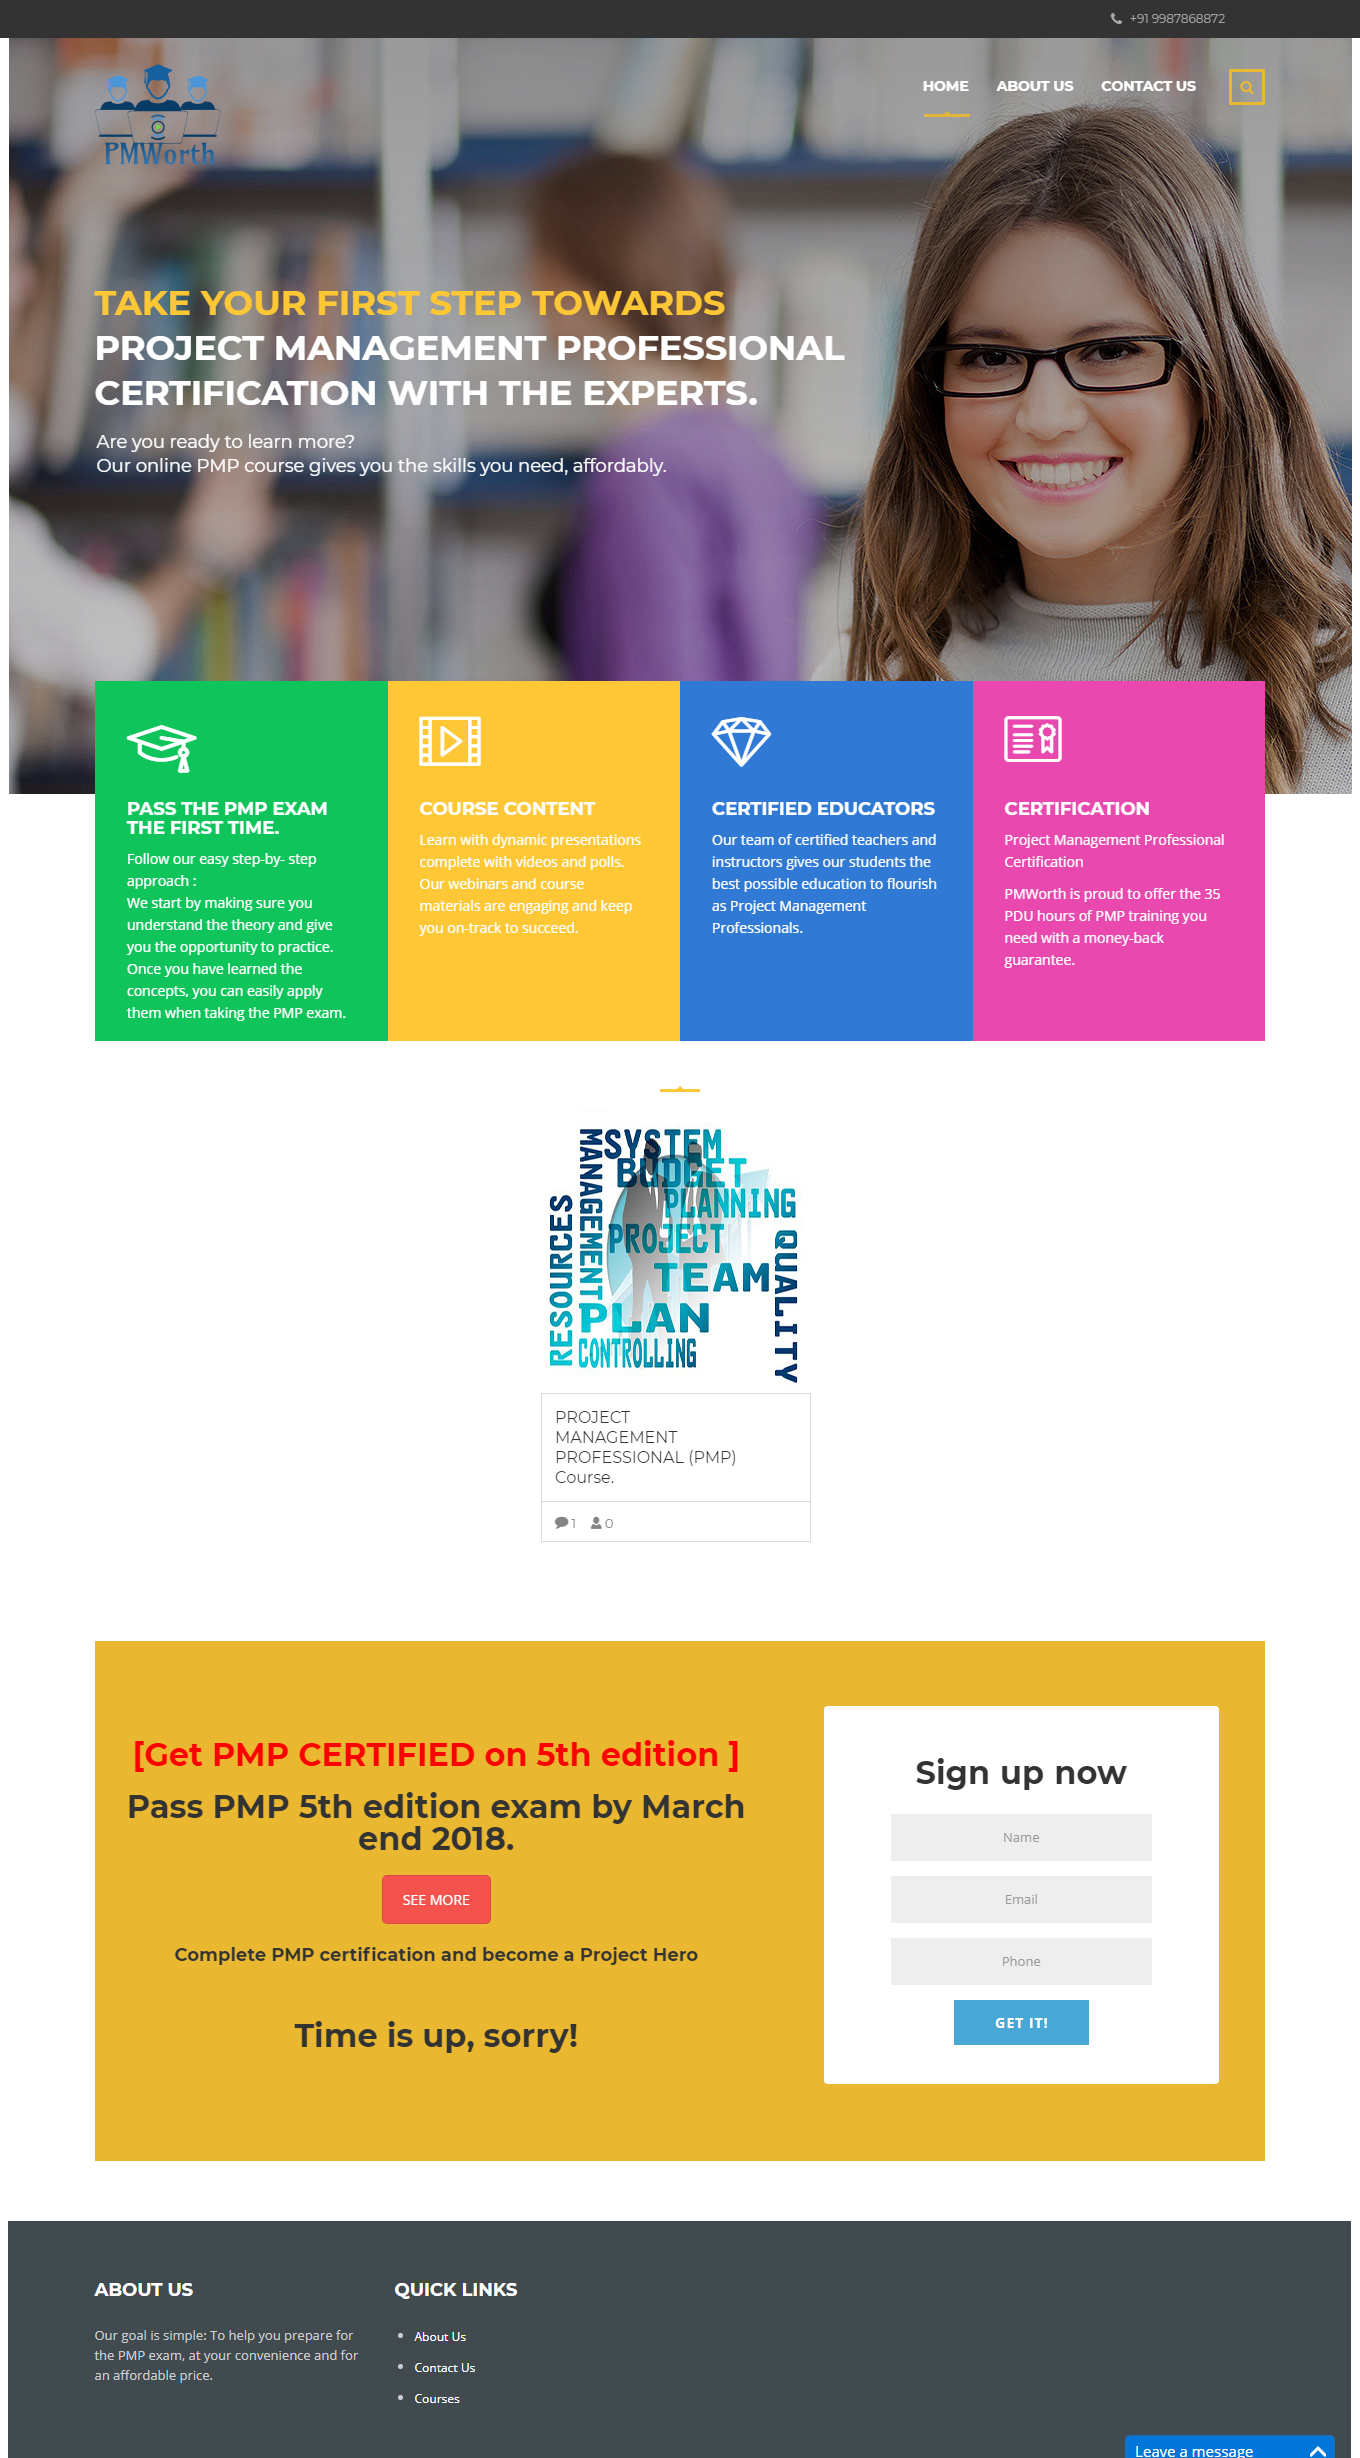 +91 9987868872
PMWorth
HOME ABOUT US CONTACT US
TAKE YOUR FIRST STEP TOWARDS
PROJECT MANAGEMENT PROFESSIONAL
CERTIFICATION WITH THE EXPERTS.
Are you ready to learn more?
Our online PMP course gives you the skills you need, affordably.
PASS THE PMP EXAM
THE FIRST TIME.
Follow our easy step-by- step
approach :
We start by making sure you
understand the theory and give
you the opportunity to practice.
Once you have learned the
concepts, you can easily apply
them when taking the PMP exam.
COURSE CONTENT
Learn with dynamic presentations
complete with videos and polls.
Our webinars and course
materials are engaging and keep
you on-track to succeed.
CERTIFIED EDUCATORS
Our team of certified teachers and
instructors gives our students the
best possible education to flourish
as Project Management
Professionals.
CERTIFICATION
Project Management Professional
Certification
PMWorth is proud to offer the 35
PDU hours of PMP training you
need with a money-back
guarantee.
SYSTEM
MANAGEMENT
BUDGET
PLANNING
RESOURCES
PROJECT
QUALITY
TEAM
PLAN
CONTROLLING
PROJECT
MANAGEMENT
PROFESSIONAL (PMP)
Course.
1 0
[Get PMP CERTIFIED on 5th edition ]
Pass PMP 5th edition exam by March
end 2018.
SEE MORE
Complete PMP certification and become a Project Hero
Time is up, sorry!
Sign up now
Name
Email
Phone
GET IT!
ABOUT US
Our goal is simple: To help you prepare for
the PMP exam, at your convenience and for
an affordable price.
QUICK LINKS
About Us
Contact Us
Courses
Leave a message